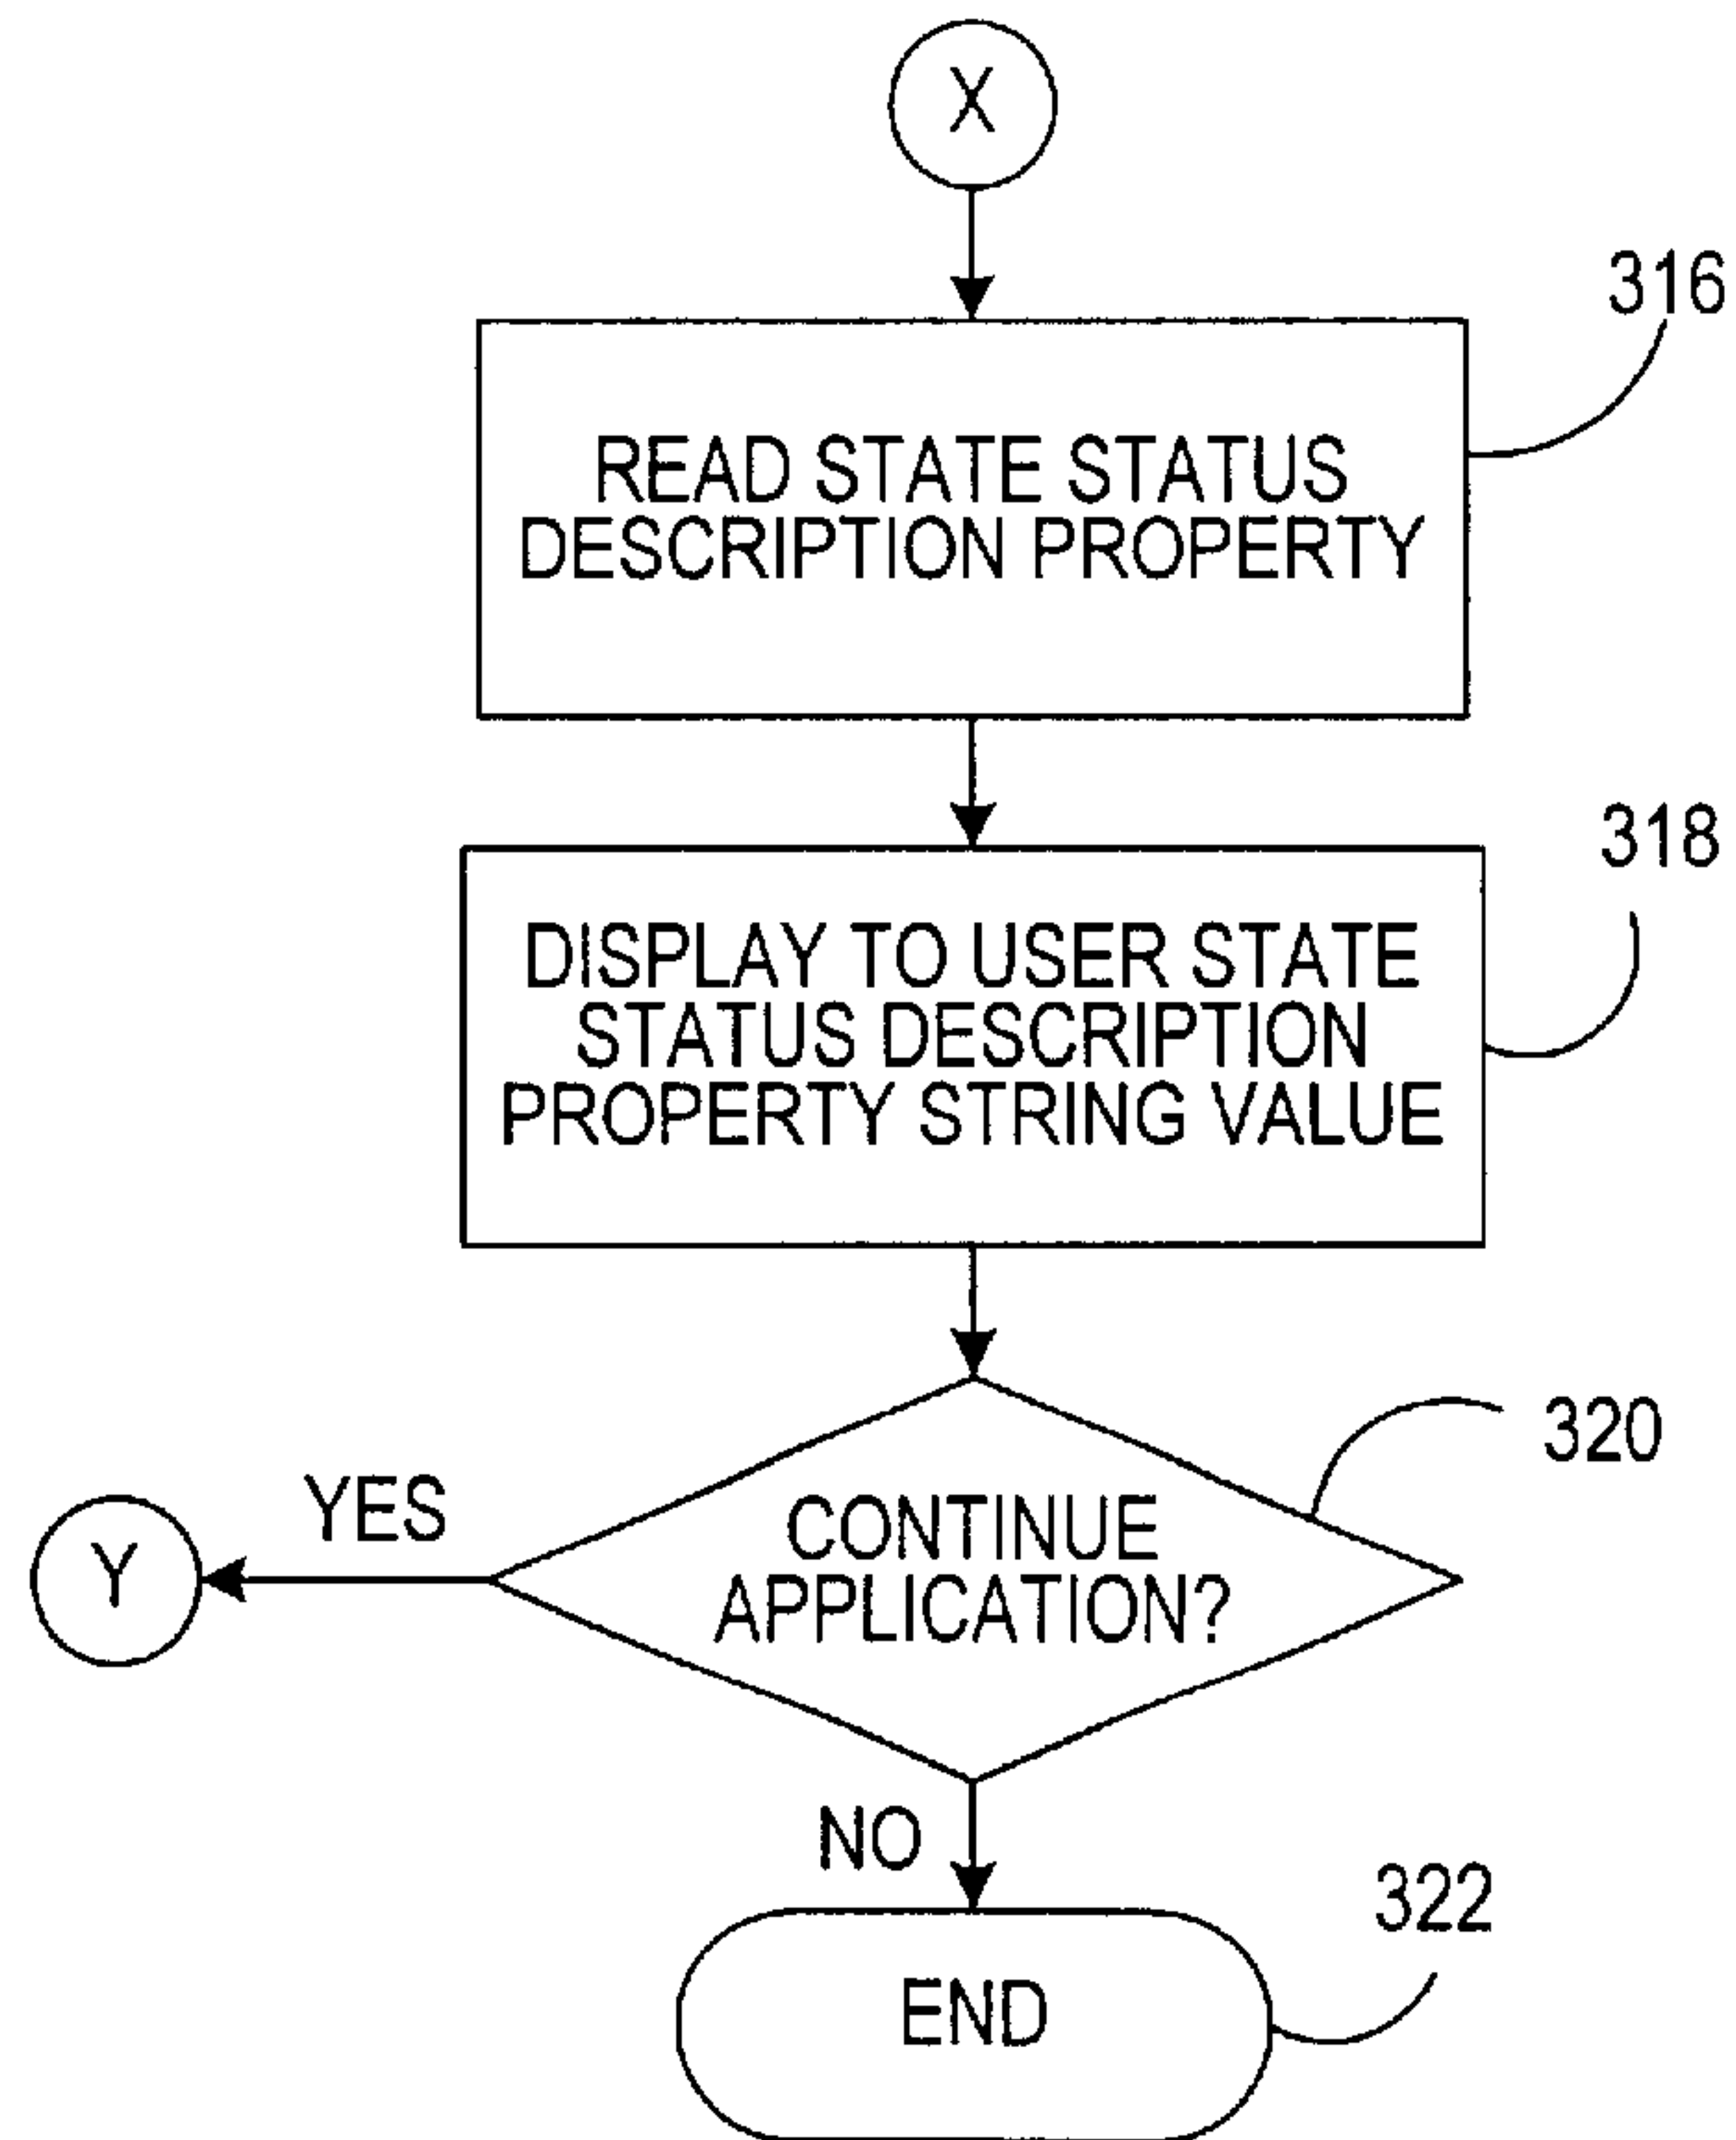 X
316
READ STATE STATUS
DESCRIPTION PROPERTY
318
DISPLAY TO USER STATE
STATUS DESCRIPTION
PROPERTY STRING VALUE
320
YES
CONTINUE
APPLICATION?
Y
NO
322
END